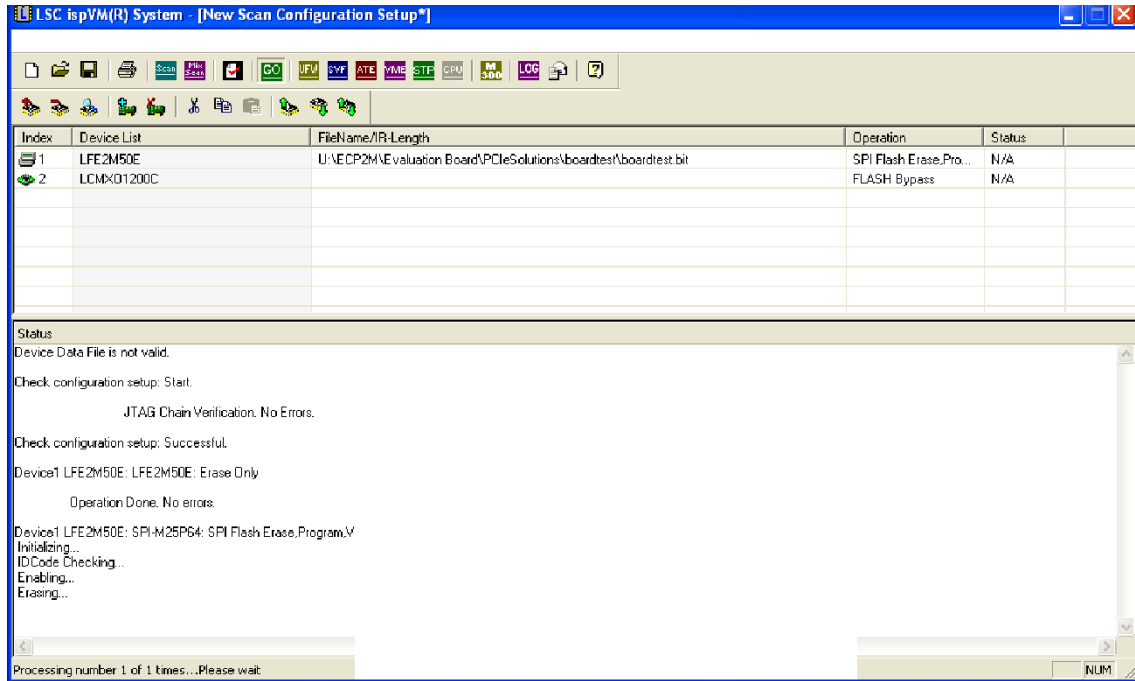 LSC ispVM(R) System - [New Scan Configuration Setup*]
Scan Mix Scan GO UFW SVF ATE VME STP CPU M 300 LOG ?
Index Device List FileName/IR-Length Operation Status
1 LFE2M50E U:\ECP2M\Evaluation Board\PCIeSolutions\boardtest\boardtest.bit SPI Flash Erase,Pro... N/A
2 LCMXO1200C FLASH Bypass N/A
Status
Device Data File is not valid.
Check configuration setup: Start.
JTAG Chain Verification. No Errors.
Check configuration setup: Successful.
Device1 LFE2M50E: LFE2M50E: Erase Only
Operation Done. No errors.
Device1 LFE2M50E: SPI-M25P64: SPI Flash Erase,Program,V
Initializing...
IDCode Checking...
Enabling...
Erasing...
Processing number 1 of 1 times...Please wait
NUM